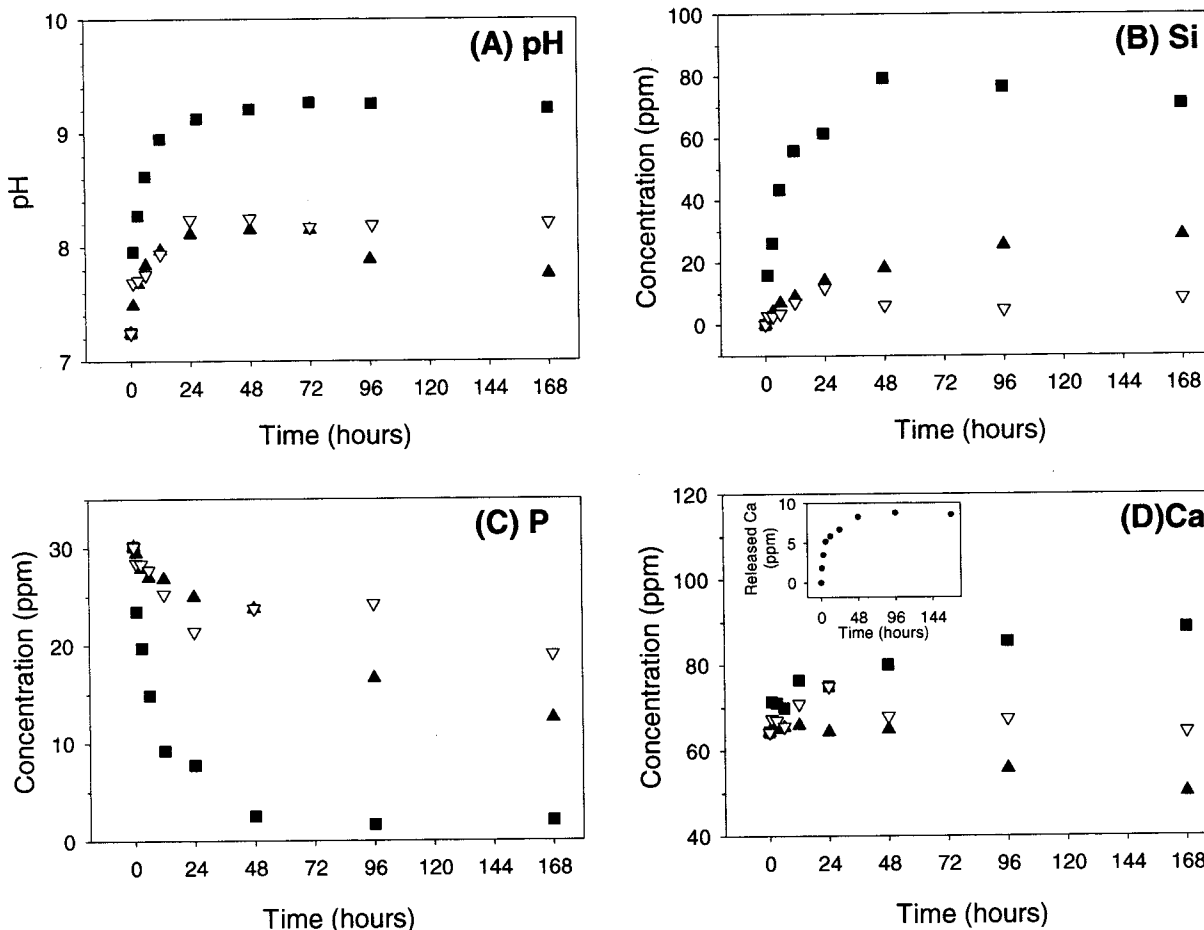 (A) pH
10
9
8
7
pH
0 24 48 72 96 120 144 168
Time (hours)
(B) Si
100
80
60
40
20
0
Concentration (ppm)
0 24 48 72 96 120 144 168
Time (hours)
(C) P
30
20
10
0
Concentration (ppm)
0 24 48 72 96 120 144 168
Time (hours)
(D)Ca
120
100
80
60
40
Concentration (ppm)
10
5
0
Released Ca
(ppm)
0 48 96 144
Time (hours)
0 24 48 72 96 120 144 168
Time (hours)